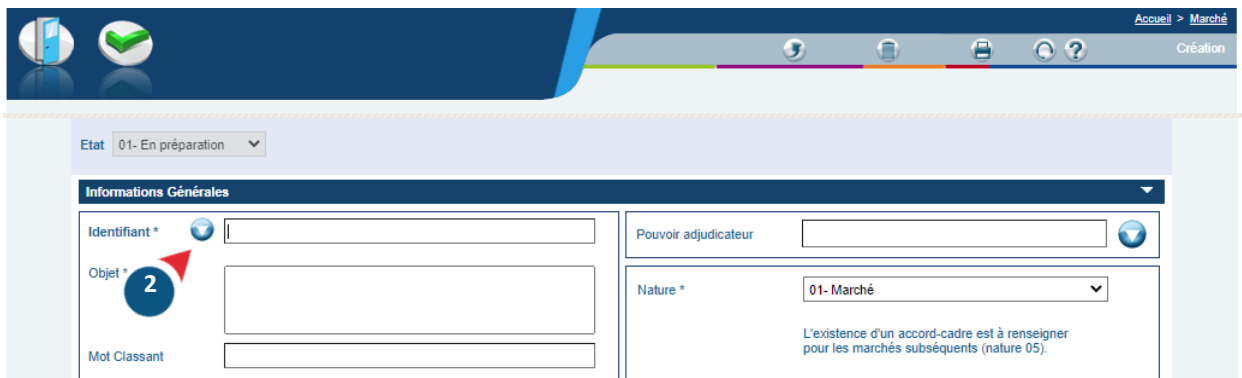 Accueil > Marché
? Création
Etat 01- En préparation
Informations Générales
Identifiant *
Pouvoir adjudicateur
Objet *
2
Nature * 01- Marché
L'existence d'un accord-cadre est à renseigner
pour les marchés subséquents (nature 05).
Mot Classant